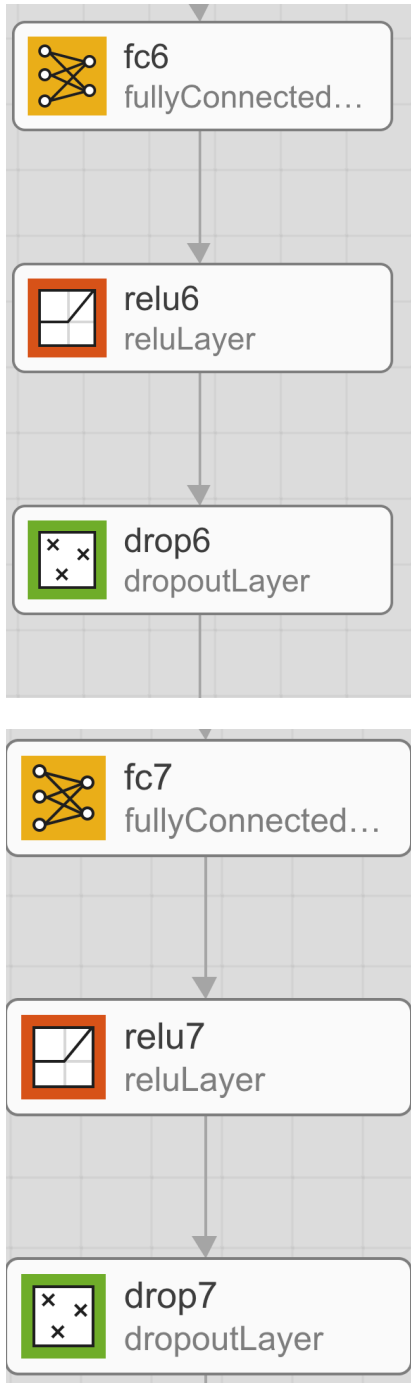 fc6
fullyConnected…
relu6
reluLayer
drop6
dropoutLayer
fc7
fullyConnected…
relu7
reluLayer
drop7
dropoutLayer